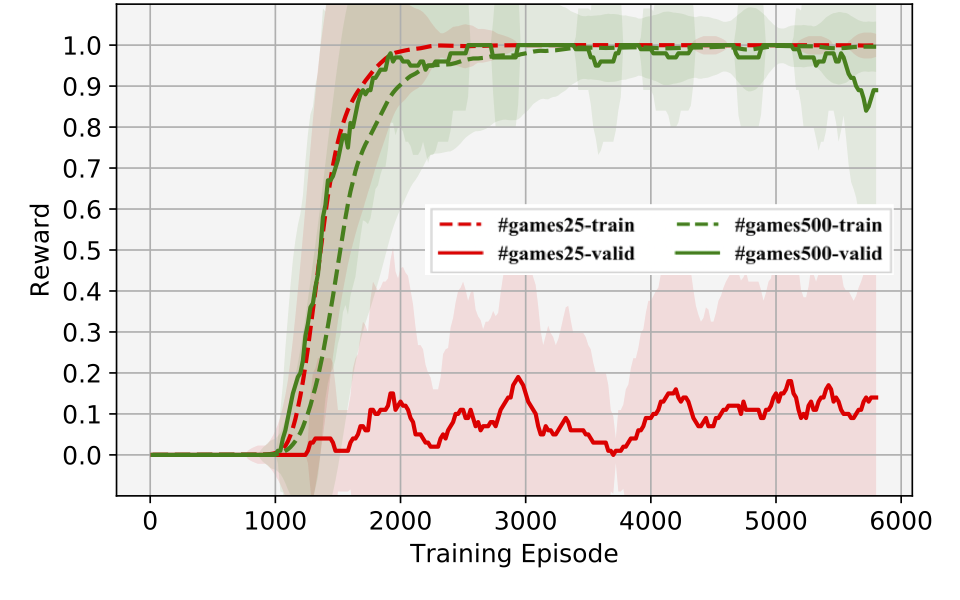 1.0
0.9
0.8
0.7
0.6
0.5
0.4
0.3
0.2
0.1
0.0
Reward
#games25-train #games500-train
#games25-valid #games500-valid
0 1000 2000 3000 4000 5000 6000
Training Episode